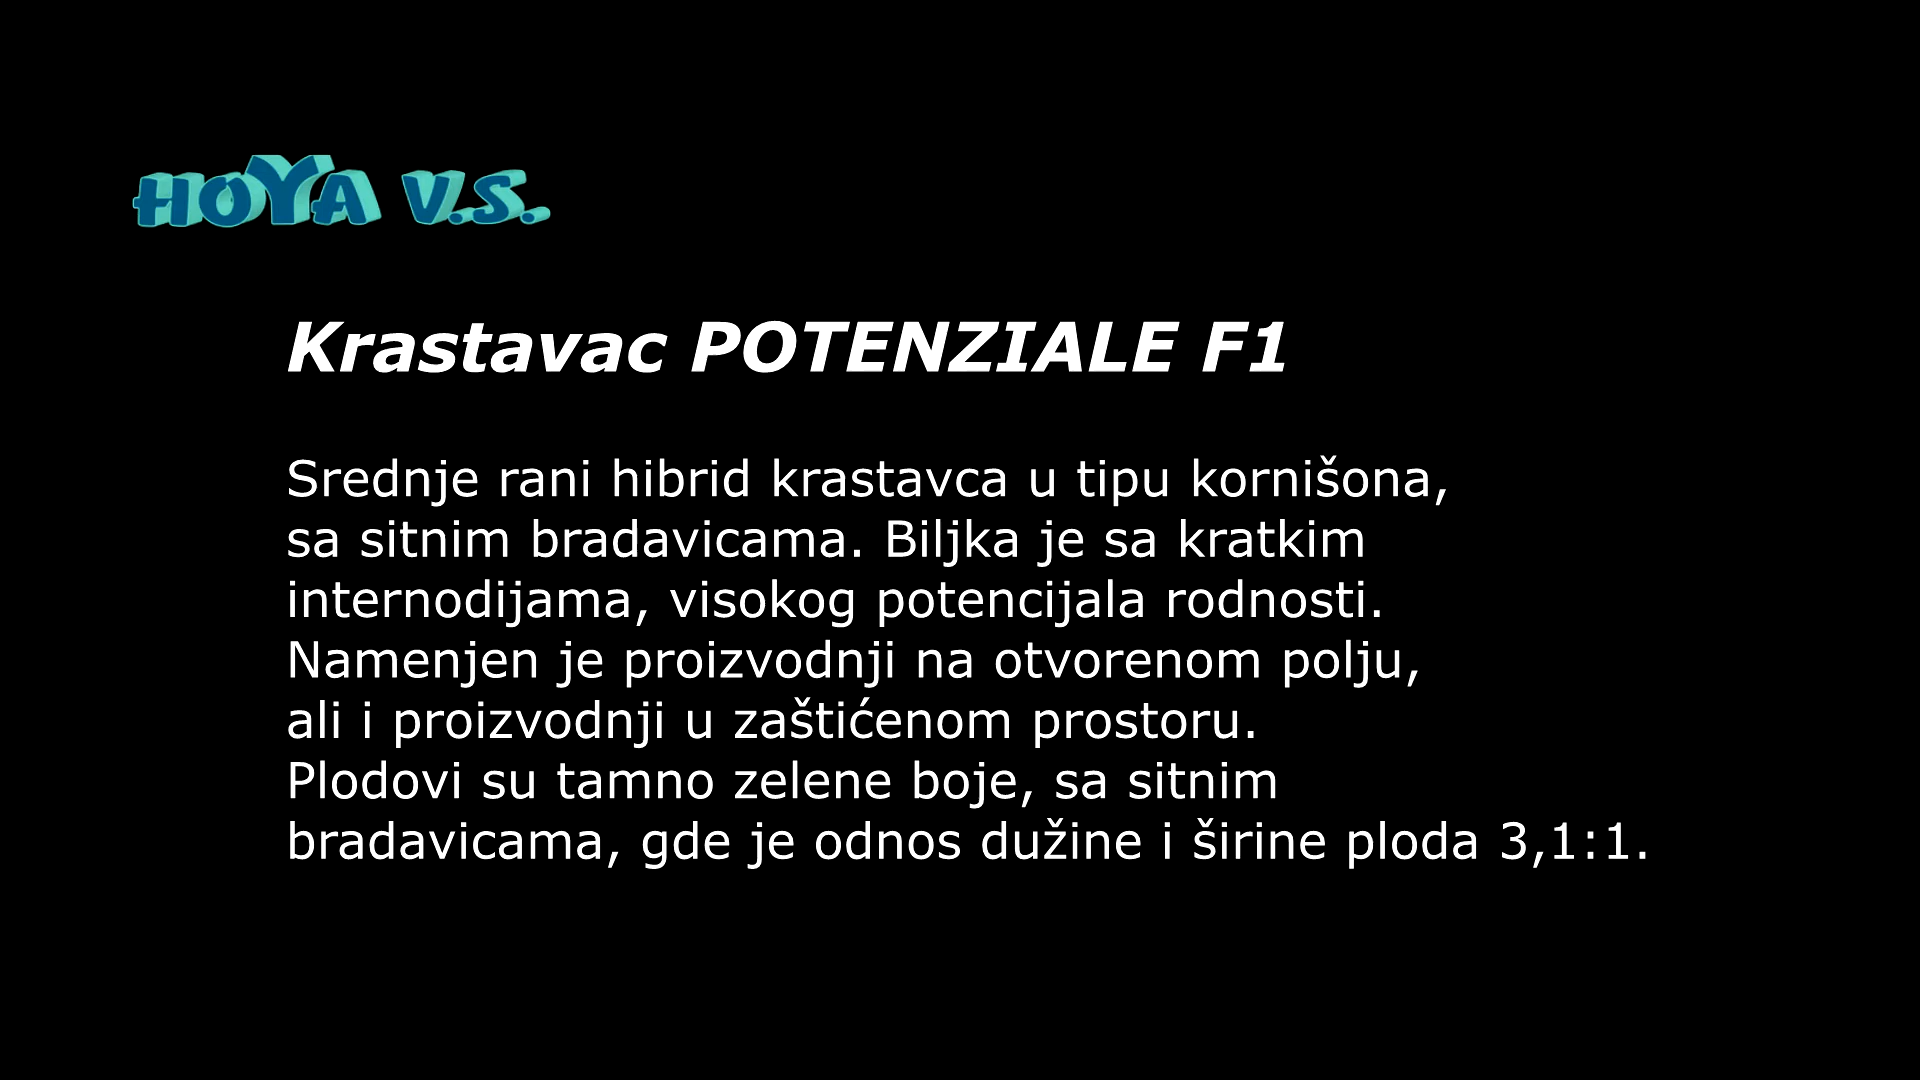 HOYA V.S.
Krastavac POTENZIALE F1
Srednje rani hibrid krastavca u tipu kornišona,
sa sitnim bradavicama. Biljka je sa kratkim
internodijama, visokog potencijala rodnosti.
Namenjen je proizvodnji na otvorenom polju,
ali i proizvodnji u zaštićenom prostoru.
Plodovi su tamno zelene boje, sa sitnim
bradavicama, gde je odnos dužine i širine ploda 3,1:1.